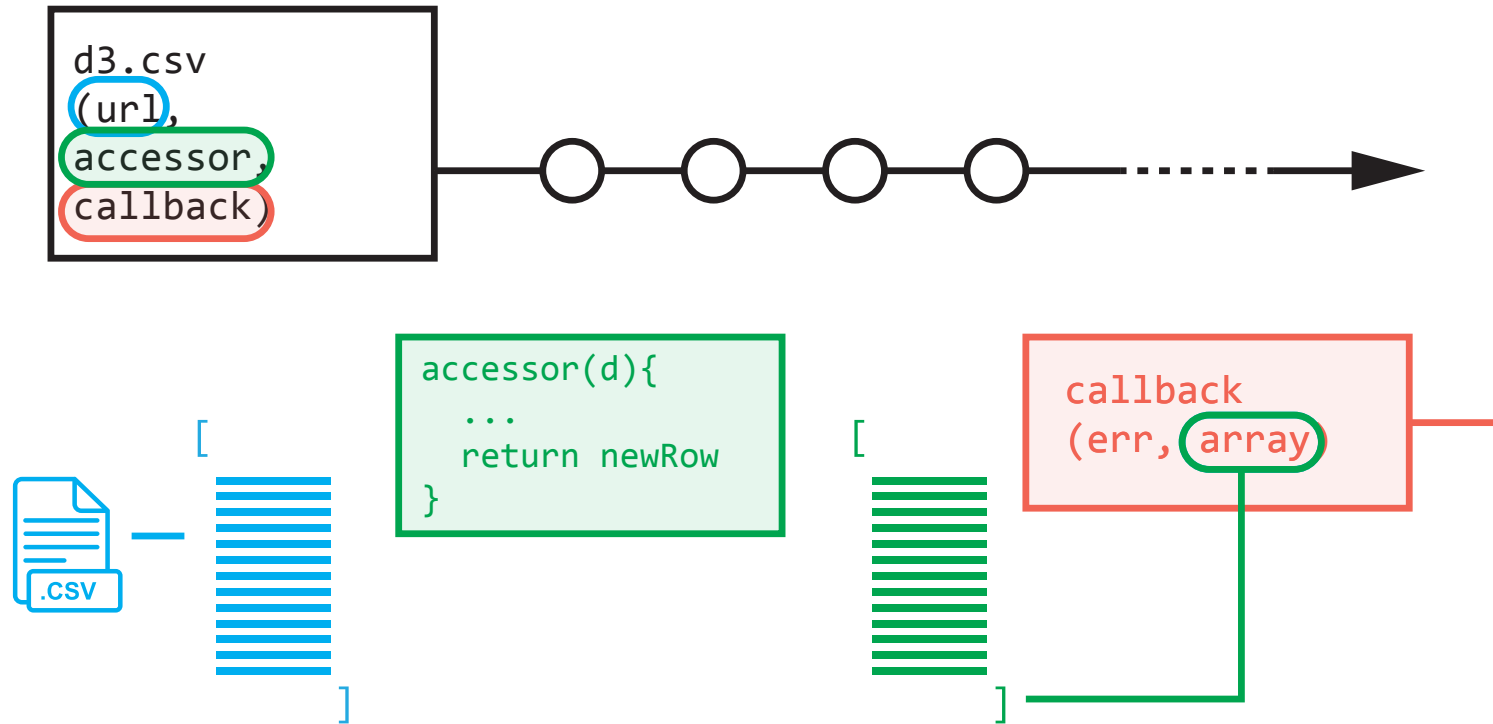 d3.csv
(url,
accessor,
callback)
accessor(d){
...
return newRow
}
[
]
.CSV
[
]
callback
(err, array)